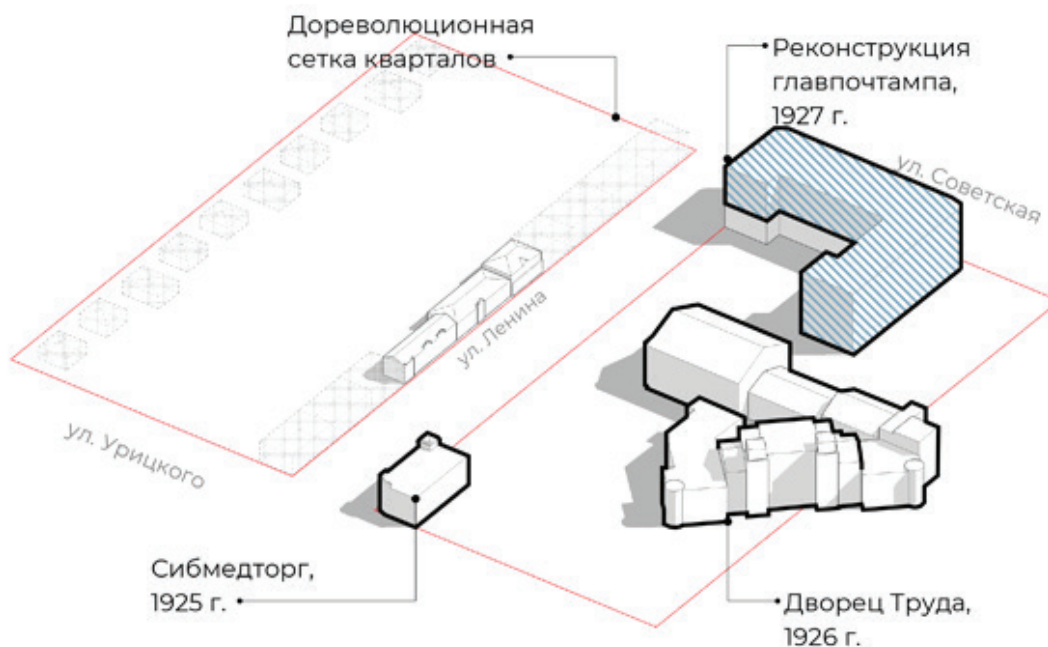 Дореволюционная
сетка кварталов
Реконструкция
главпочтампа,
1927 г.
ул. Советская
ул. Ленина
ул. Урицкого
Сибмедторг,
1925 г.
Дворец Труда,
1926 г.